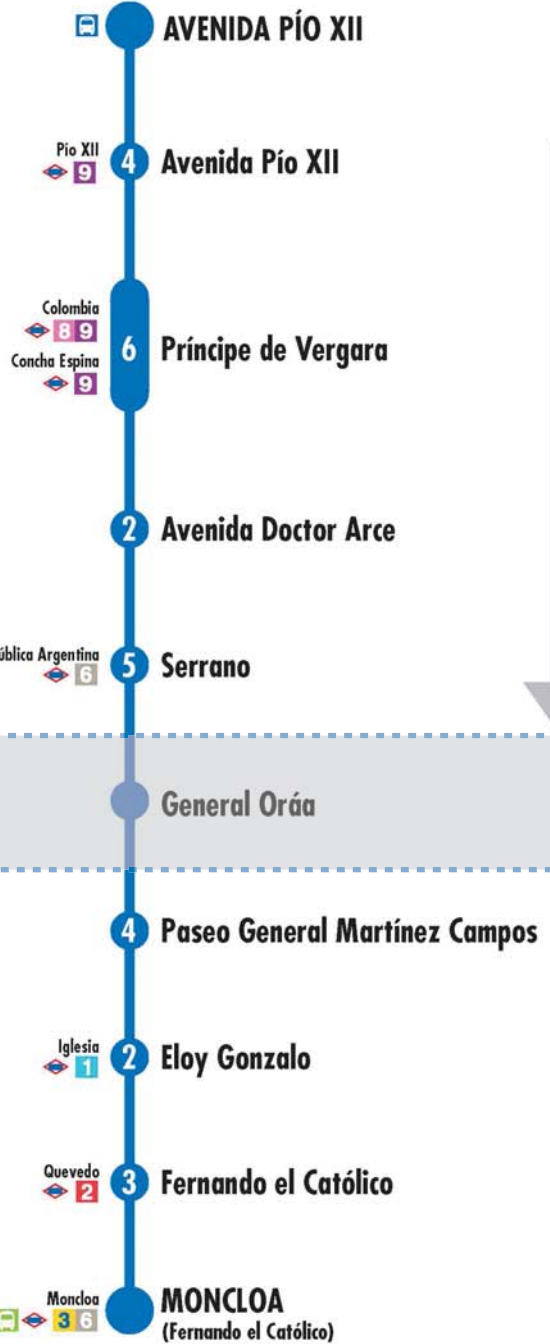 AVENIDA PÍO XII
Pío XII
9
4
Avenida Pío XII
Colombia
8 9
Concha Espina
9
6
Príncipe de Vergara
2
Avenida Doctor Arce
Argentina
6
5
Serrano
General Oráa
4
Paseo General Martínez Campos
Iglesia
1
2
Eloy Gonzalo
Quevedo
2
3
Fernando el Católico
Moncloa
3 6
MONCLOA
(Fernando el Católico)